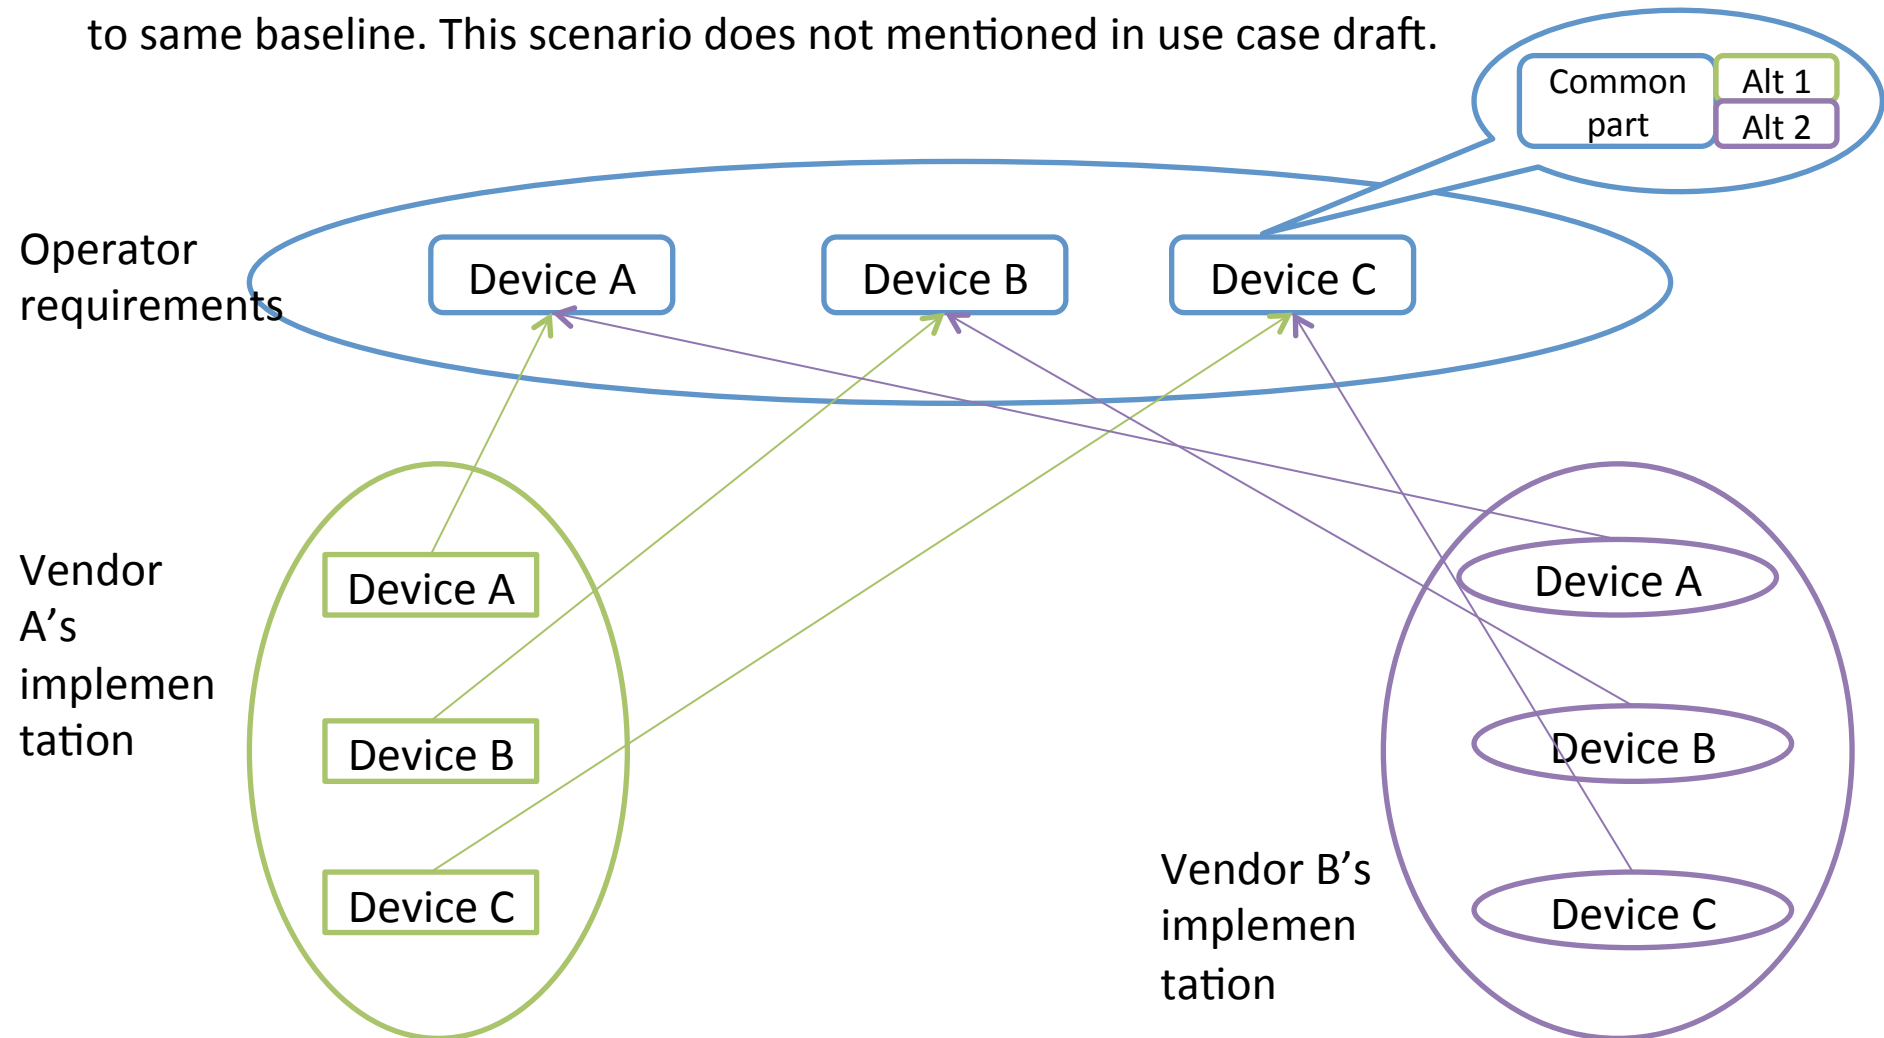 to same baseline. This scenario does not mentioned in use case draft.
Common
part
Alt 1
Alt 2
Operator
requirements
Device A
Device B
Device C
Vendor
A’s
implemen
tation
Device A
Device B
Device C
Vendor B’s
implemen
tation
Device A
Device B
Device C